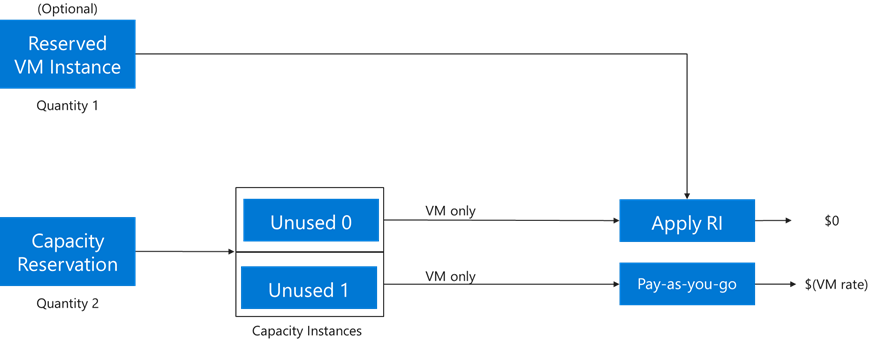 (Optional)
Reserved
VM Instance
Quantity 1
Capacity
Reservation
Quantity 2
Unused 0
Unused 1
Capacity Instances
VM only
VM only
Apply RI
Pay-as-you-go
$0
$(VM rate)